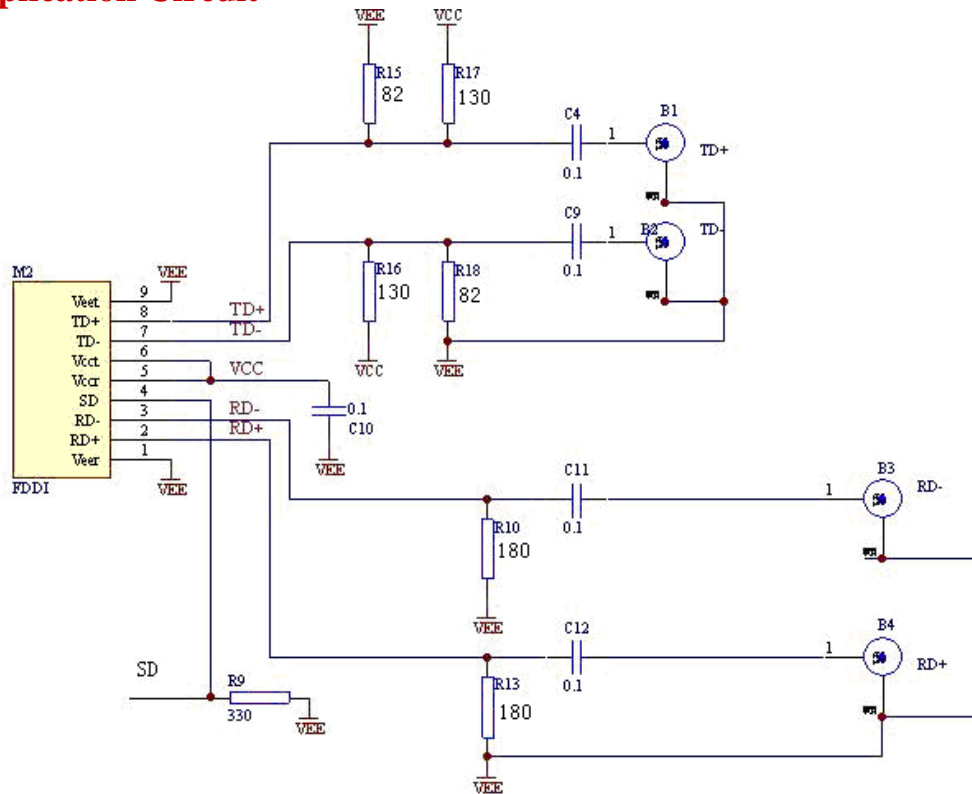 plication Circuit
VEE VCC
R15 R17
82 130
C4 B1
1
TD+
0.1
C9 B2 TD-
1
0.1
R16 R18
130 82
VCC VEE
M2 VEE
Veet 9
TD+ 8 TD+
TD- 7 TD-
Vcct 6
Vccr 5 VCC
SD 4
RD- 3 RD-
RD+ 2 RD+
Veer 1
FDDI VEE
0.1
C10
VEE
C11 B3
1 RD-
0.1
R10
180
VEE
C12 B4
1 RD+
0.1
R13
180
VEE
SD
R9
330
VEE